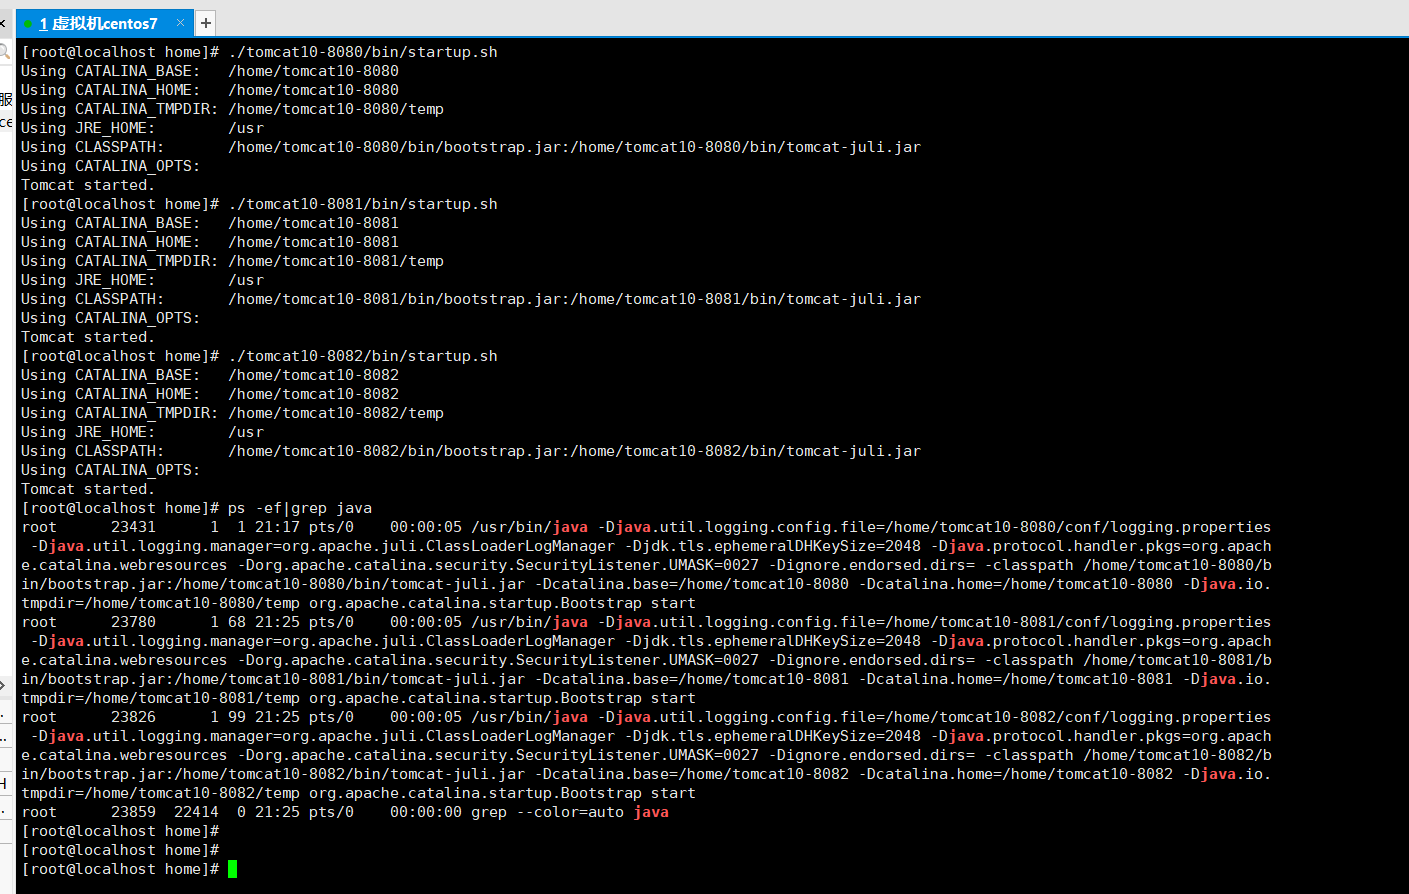 1 虚拟机centos7 × +
服
ce
[root@localhost home]# ./tomcat10-8080/bin/startup.sh
Using CATALINA_BASE:   /home/tomcat10-8080
Using CATALINA_HOME:   /home/tomcat10-8080
Using CATALINA_TMPDIR: /home/tomcat10-8080/temp
Using JRE_HOME:        /usr
Using CLASSPATH:       /home/tomcat10-8080/bin/bootstrap.jar:/home/tomcat10-8080/bin/tomcat-juli.jar
Using CATALINA_OPTS:
Tomcat started.
[root@localhost home]# ./tomcat10-8081/bin/startup.sh
Using CATALINA_BASE:   /home/tomcat10-8081
Using CATALINA_HOME:   /home/tomcat10-8081
Using CATALINA_TMPDIR: /home/tomcat10-8081/temp
Using JRE_HOME:        /usr
Using CLASSPATH:       /home/tomcat10-8081/bin/bootstrap.jar:/home/tomcat10-8081/bin/tomcat-juli.jar
Using CATALINA_OPTS:
Tomcat started.
[root@localhost home]# ./tomcat10-8082/bin/startup.sh
Using CATALINA_BASE:   /home/tomcat10-8082
Using CATALINA_HOME:   /home/tomcat10-8082
Using CATALINA_TMPDIR: /home/tomcat10-8082/temp
Using JRE_HOME:        /usr
Using CLASSPATH:       /home/tomcat10-8082/bin/bootstrap.jar:/home/tomcat10-8082/bin/tomcat-juli.jar
Using CATALINA_OPTS:
Tomcat started.
[root@localhost home]# ps -ef|grep java
root      23431      1  1 21:17 pts/0    00:00:05 /usr/bin/java -Djava.util.logging.config.file=/home/tomcat10-8080/conf/logging.properties
 -Djava.util.logging.manager=org.apache.juli.ClassLoaderLogManager -Djdk.tls.ephemeralDHKeySize=2048 -Djava.protocol.handler.pkgs=org.apach
e.catalina.webresources -Dorg.apache.catalina.security.SecurityListener.UMASK=0027 -Dignore.endorsed.dirs= -classpath /home/tomcat10-8080/b
in/bootstrap.jar:/home/tomcat10-8080/bin/tomcat-juli.jar -Dcatalina.base=/home/tomcat10-8080 -Dcatalina.home=/home/tomcat10-8080 -Djava.io.
tmpdir=/home/tomcat10-8080/temp org.apache.catalina.startup.Bootstrap start
root      23780      1 68 21:25 pts/0    00:00:05 /usr/bin/java -Djava.util.logging.config.file=/home/tomcat10-8081/conf/logging.properties
 -Djava.util.logging.manager=org.apache.juli.ClassLoaderLogManager -Djdk.tls.ephemeralDHKeySize=2048 -Djava.protocol.handler.pkgs=org.apach
e.catalina.webresources -Dorg.apache.catalina.security.SecurityListener.UMASK=0027 -Dignore.endorsed.dirs= -classpath /home/tomcat10-8081/b
in/bootstrap.jar:/home/tomcat10-8081/bin/tomcat-juli.jar -Dcatalina.base=/home/tomcat10-8081 -Dcatalina.home=/home/tomcat10-8081 -Djava.io.
tmpdir=/home/tomcat10-8081/temp org.apache.catalina.startup.Bootstrap start
root      23826      1 99 21:25 pts/0    00:00:05 /usr/bin/java -Djava.util.logging.config.file=/home/tomcat10-8082/conf/logging.properties
 -Djava.util.logging.manager=org.apache.juli.ClassLoaderLogManager -Djdk.tls.ephemeralDHKeySize=2048 -Djava.protocol.handler.pkgs=org.apach
e.catalina.webresources -Dorg.apache.catalina.security.SecurityListener.UMASK=0027 -Dignore.endorsed.dirs= -classpath /home/tomcat10-8082/b
in/bootstrap.jar:/home/tomcat10-8082/bin/tomcat-juli.jar -Dcatalina.base=/home/tomcat10-8082 -Dcatalina.home=/home/tomcat10-8082 -Djava.io.
tmpdir=/home/tomcat10-8082/temp org.apache.catalina.startup.Bootstrap start
root      23859  22414  0 21:25 pts/0    00:00:00 grep --color=auto java
[root@localhost home]#
[root@localhost home]#
[root@localhost home]#